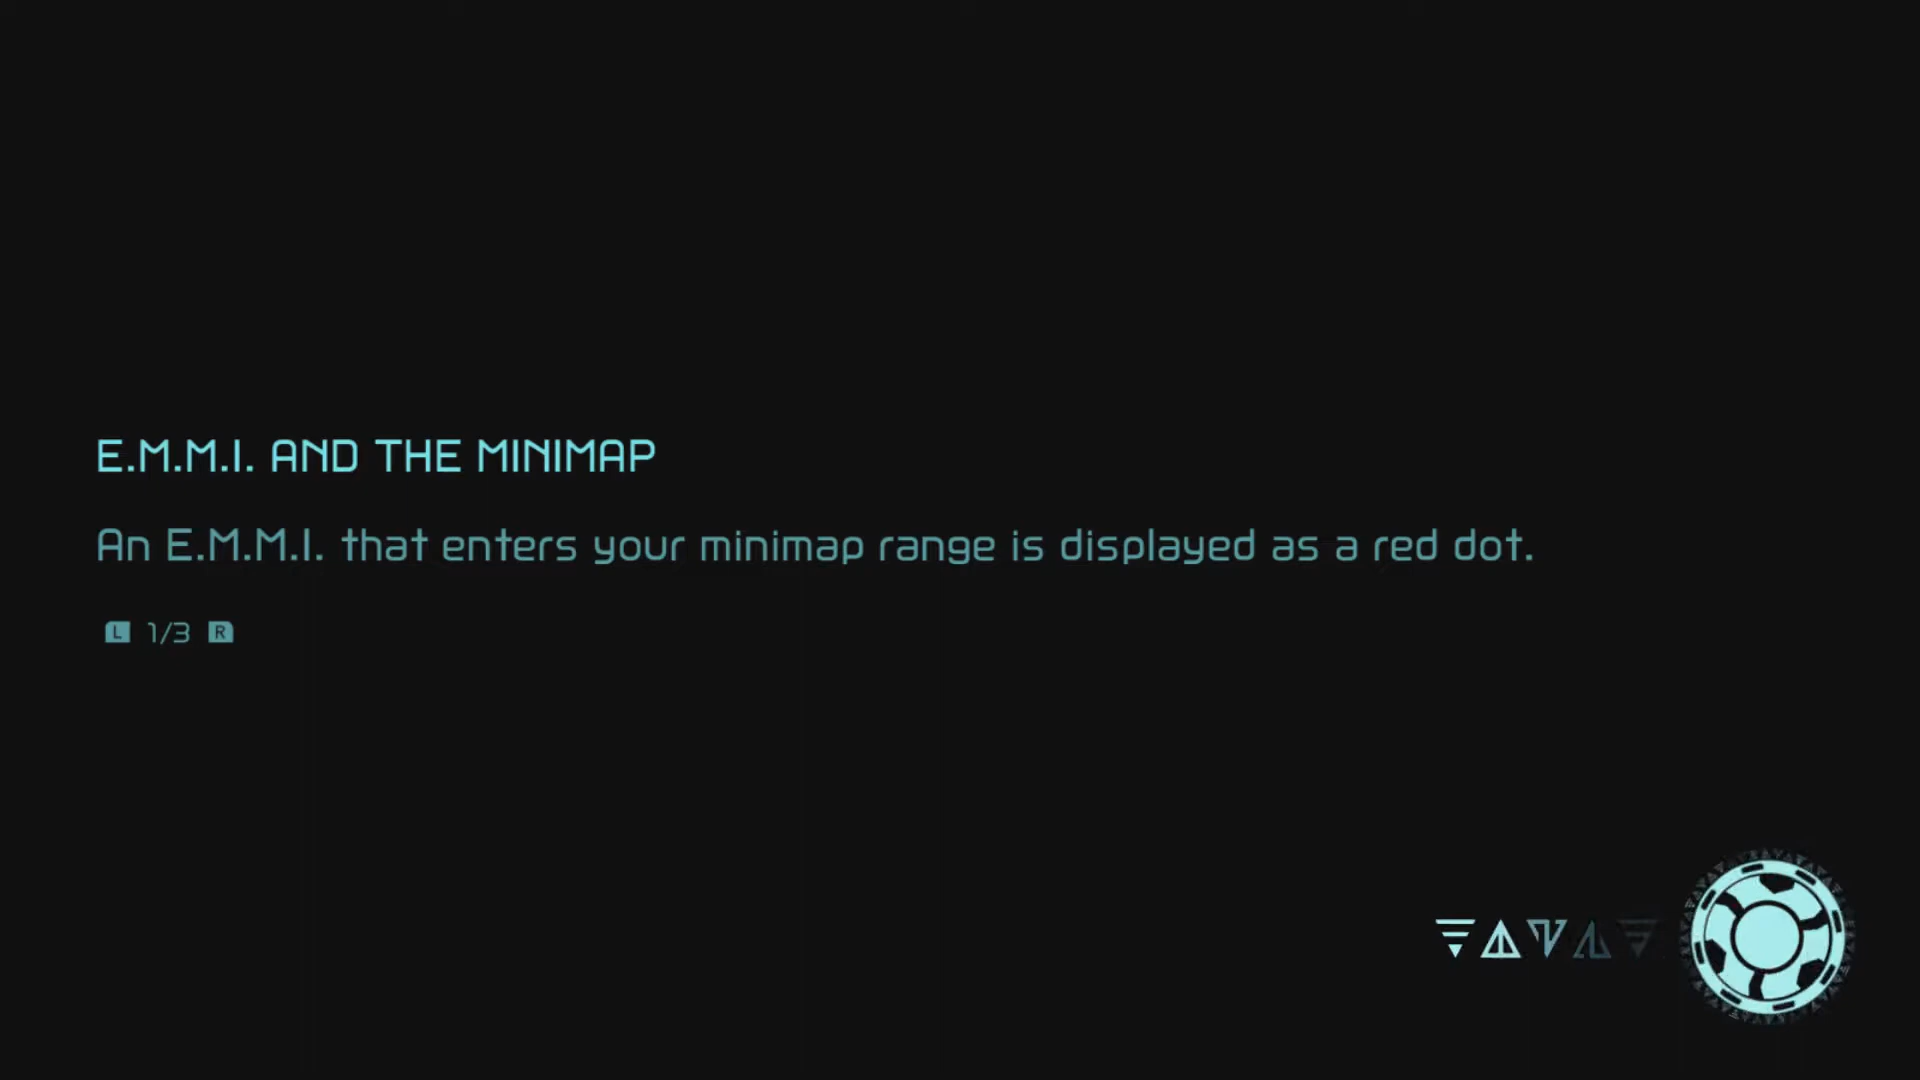 E.M.M.I. AND THE MINIMAP
An E.M.M.I. that enters your minimap range is displayed as a red dot.
L 1/3 R